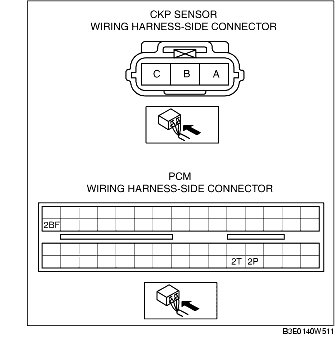 CKP SENSOR
WIRING HARNESS-SIDE CONNECTOR
C B A
PCM
WIRING HARNESS-SIDE CONNECTOR
2BF
2T 2P
B3E0140W511